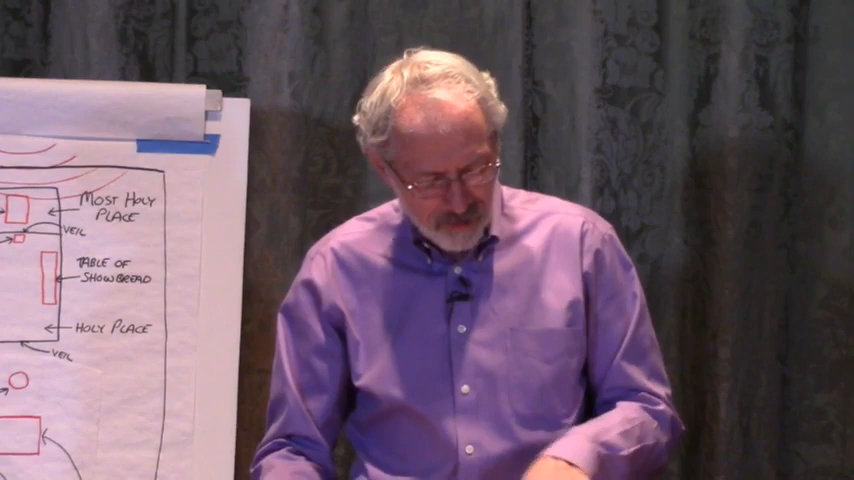 MOST HOLY
PLACE
VEIL
TABLE OF
SHOWBREAD
HOLY PLACE
VEIL